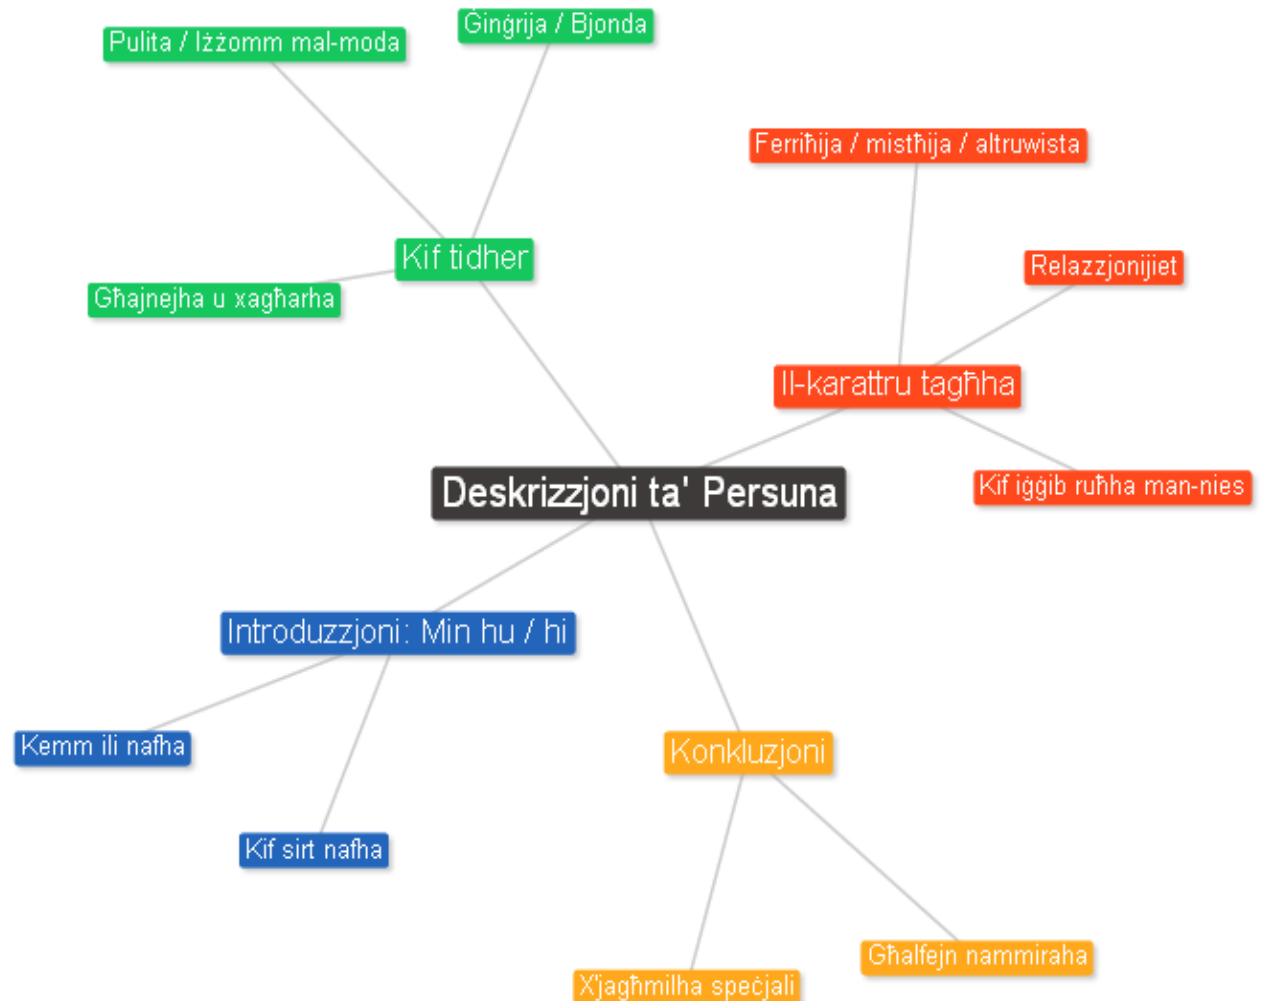 Ġinġrija / Bjonda
Pulita / Iżżomm mal-moda
Ferriħija / mistħija / altruwista
Kif tidher
Relazzjonijiet
Għajnejha u xagħarha
Il-karattru tagħha
Kif iġġib ruħha man-nies
Deskrizzjoni ta' Persuna
Introduzzjoni: Min hu / hi
Kemm ili nafha
Konkluzjoni
Kif sirt nafha
Għalfejn nammiraha
X'jagħmilha speċjali